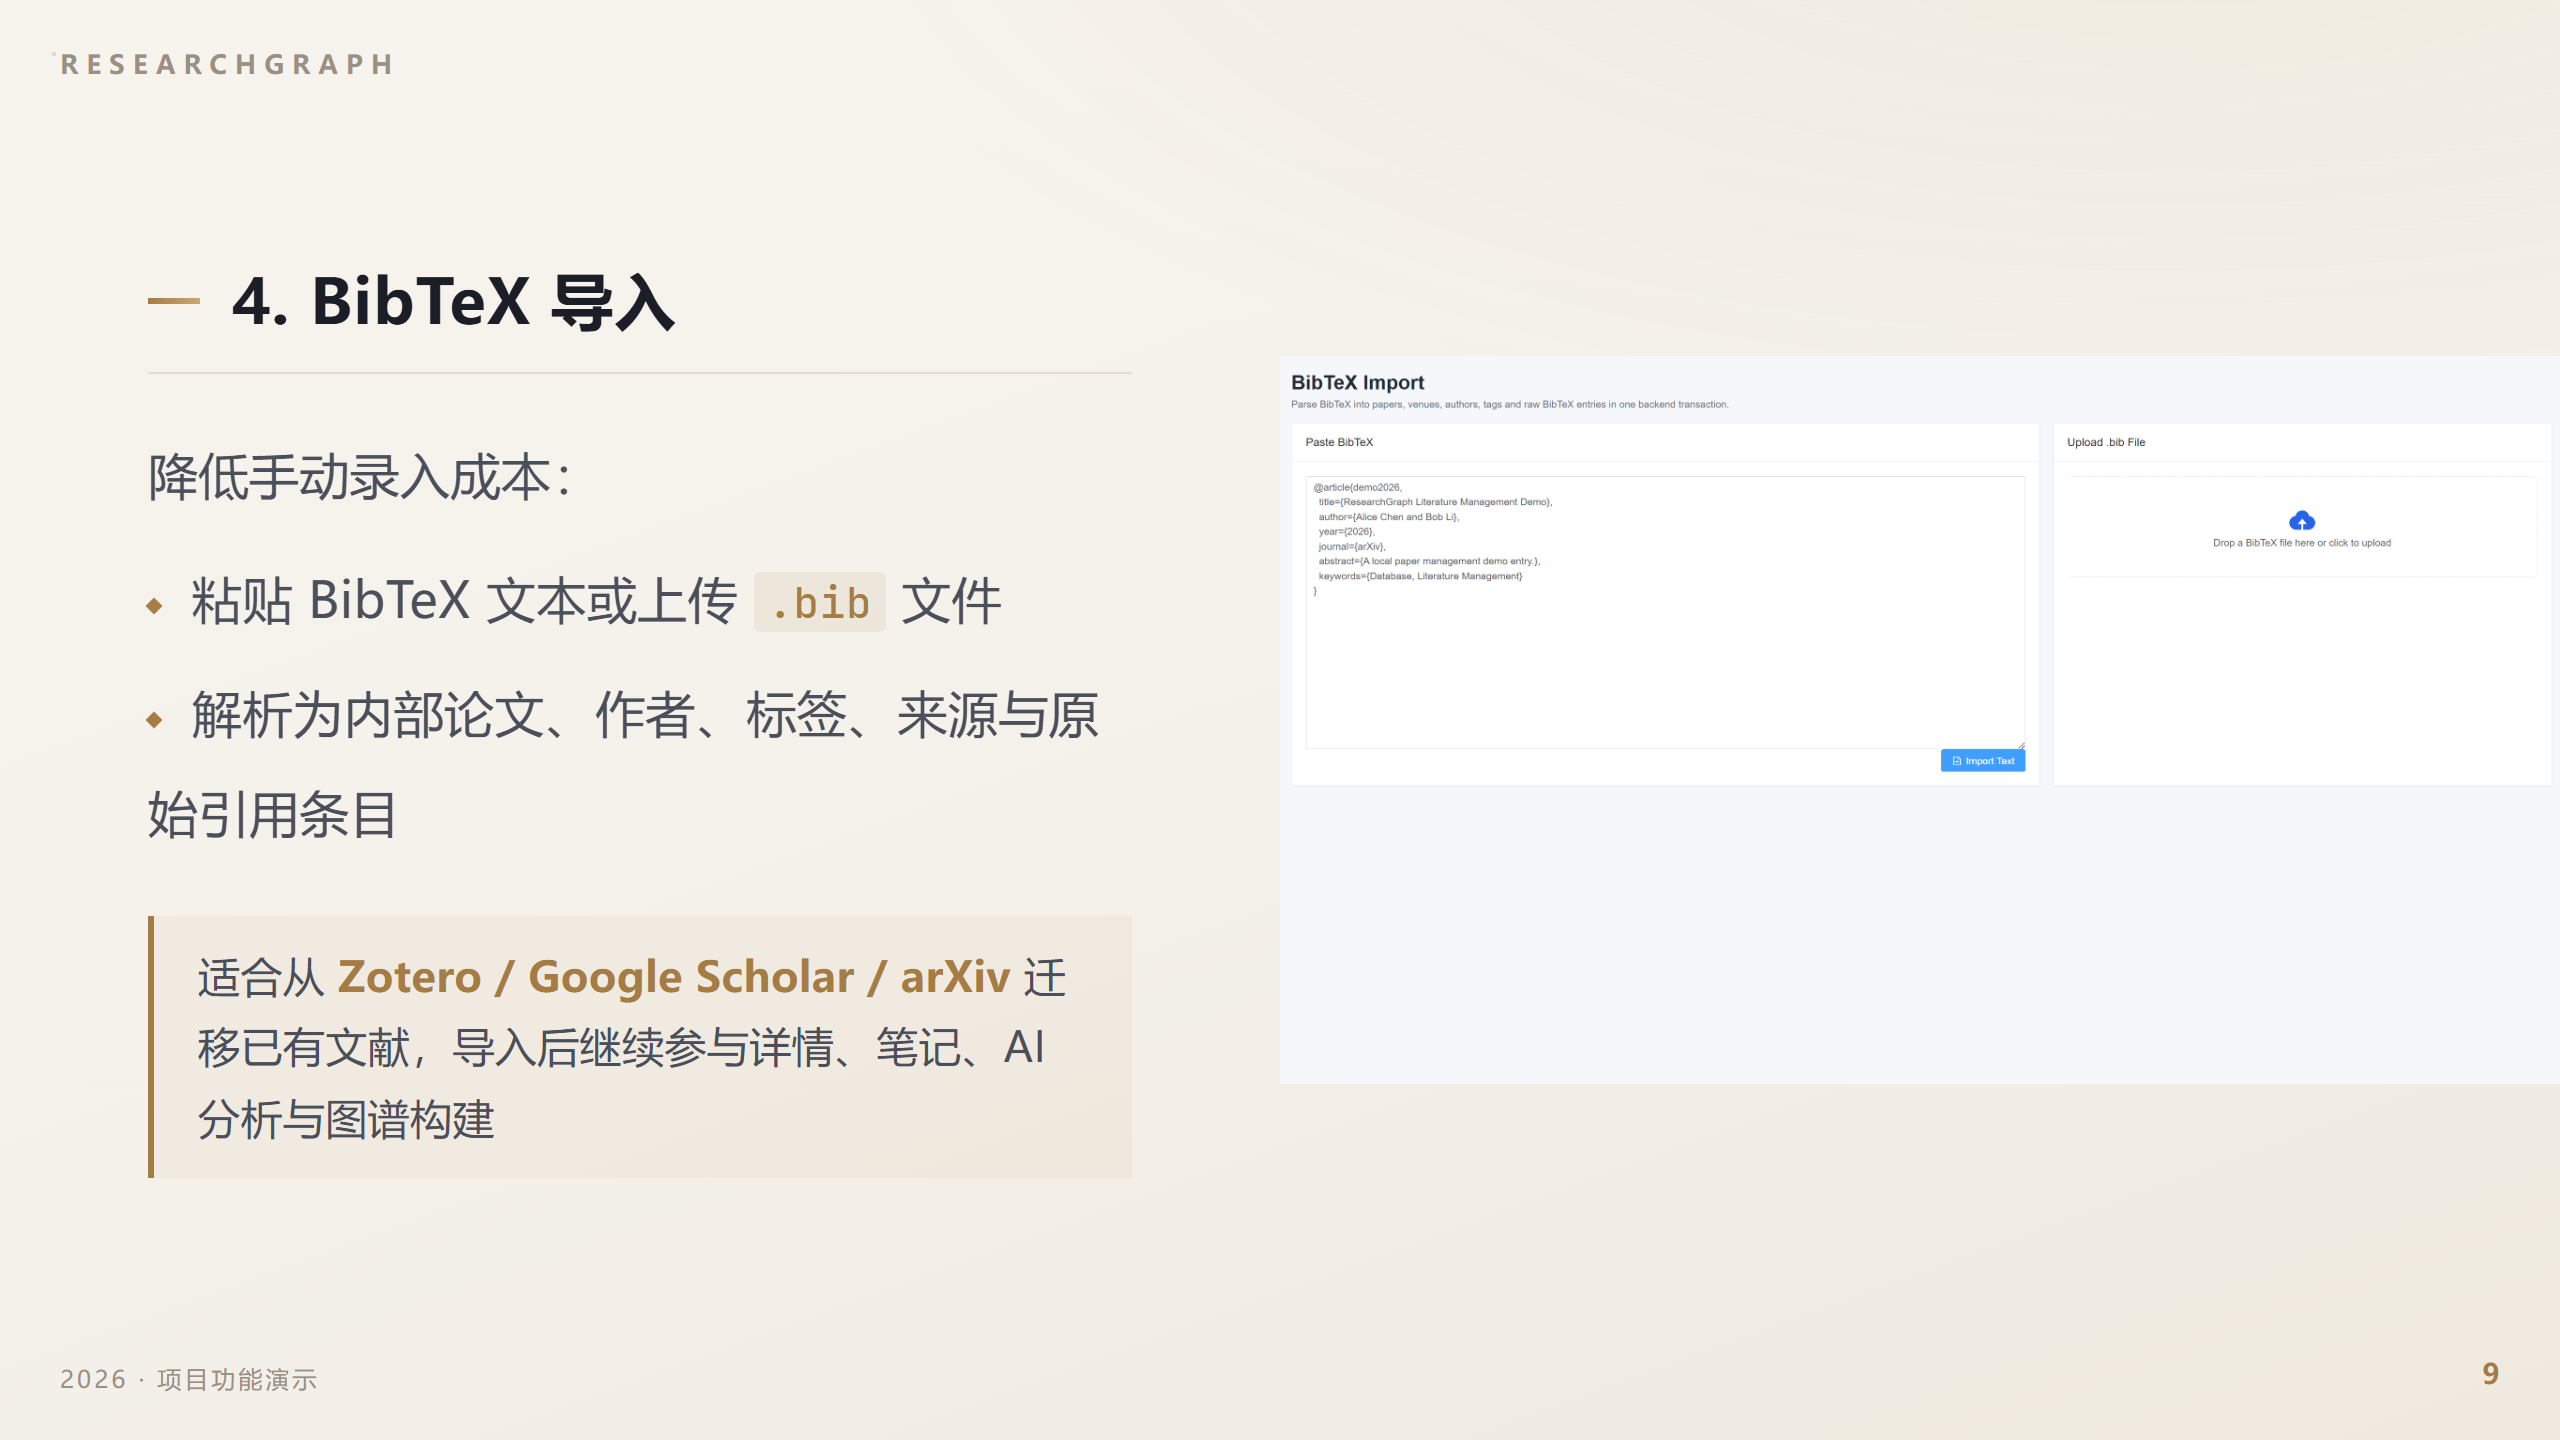 RESEARCHGRAPH
4. BibTeX 导入
降低手动录入成本：
粘贴 BibTeX 文本或上传 .bib 文件
解析为内部论文、作者、标签、来源与原
始引用条目
适合从 Zotero / Google Scholar / arXiv 迁
移已有文献，导入后继续参与详情、笔记、AI
分析与图谱构建
BibTeX Import
Parse BibTeX into papers, venues, authors, tags and raw BibTeX entries in one backend transaction.
Paste BibTeX
@article{demo2026,
title={ResearchGraph Literature Management Demo},
author={Alice Chen and Bob Li},
year={2026},
journal={arXiv},
abstract={A local paper management demo entry.},
keywords={Database, Literature Management}
}
Import Text
Upload .bib File
Drop a BibTeX file here or click to upload
2026 · 项目功能演示
9